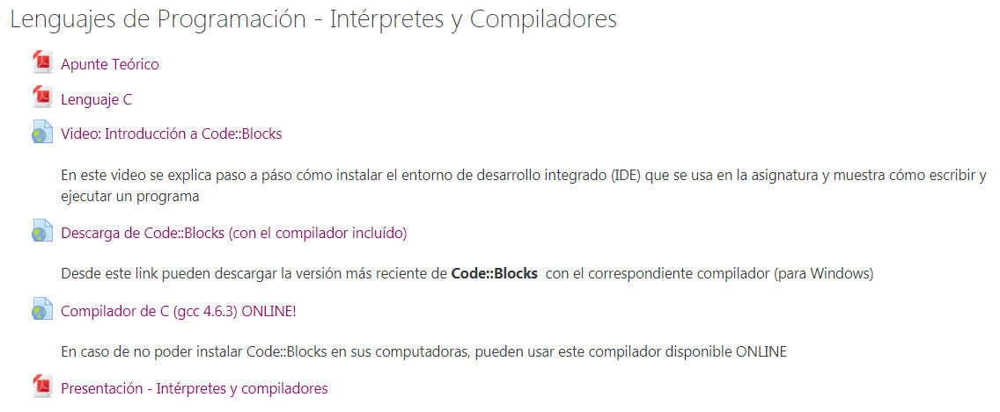 Lenguajes de Programación - Intérpretes y Compiladores
Apunte Teórico
Lenguaje C
Video: Introducción a Code::Blocks
En este video se explica paso a páso cómo instalar el entorno de desarrollo integrado (IDE) que se usa en la asignatura y muestra cómo escribir y
ejecutar un programa
Descarga de Code::Blocks (con el compilador incluído)
Desde este link pueden descargar la versión más reciente de Code::Blocks con el correspondiente compilador (para Windows)
Compilador de C (gcc 4.6.3) ONLINE!
En caso de no poder instalar Code::Blocks en sus computadoras, pueden usar este compilador disponible ONLINE
Presentación - Intérpretes y compiladores